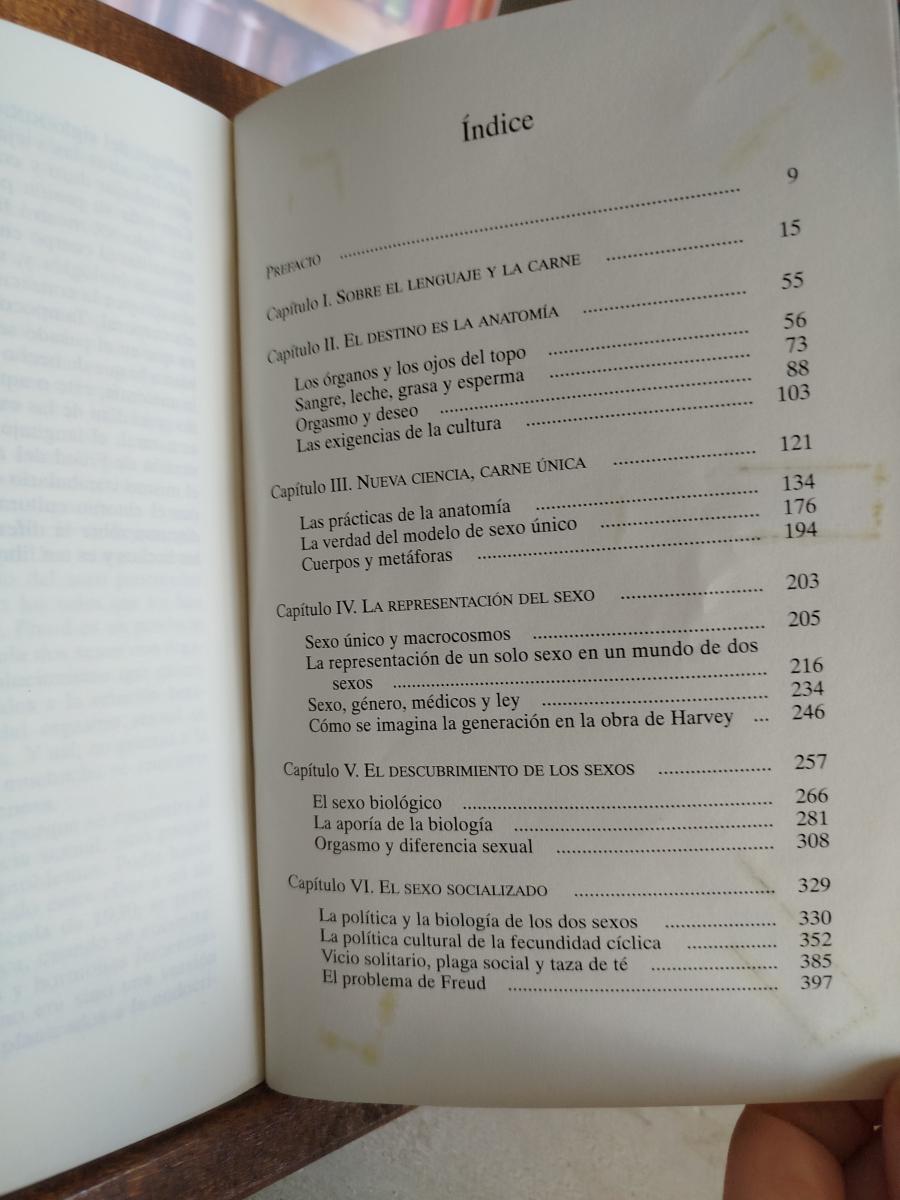 Índice
PREFACIO ........ 9
Capítulo I. SOBRE EL LENGUAJE Y LA CARNE ........ 15
Capítulo II. EL DESTINO ES LA ANATOMÍA ........ 55
Los órganos y los ojos del topo ........ 56
Sangre, leche, grasa y esperma ........ 73
Orgasmo y deseo ........ 88
Las exigencias de la cultura ........ 103
Capítulo III. NUEVA CIENCIA, CARNE ÚNICA ........ 121
Las prácticas de la anatomía ........ 134
La verdad del modelo de sexo único ........ 176
Cuerpos y metáforas ........ 194
Capítulo IV. LA REPRESENTACIÓN DEL SEXO ........ 203
Sexo único y macrocosmos ........ 205
La representación de un solo sexo en un mundo de dos
sexos ........ 216
Sexo, género, médicos y ley ........ 234
Cómo se imagina la generación en la obra de Harvey ... 246
Capítulo V. EL DESCUBRIMIENTO DE LOS SEXOS ........ 257
El sexo biológico ........ 266
La aporía de la biología ........ 281
Orgasmo y diferencia sexual ........ 308
Capítulo VI. EL SEXO SOCIALIZADO ........ 329
La política y la biología de los dos sexos ........ 330
La política cultural de la fecundidad cíclica ........ 352
Vicio solitario, plaga social y taza de té ........ 385
El problema de Freud ........ 397